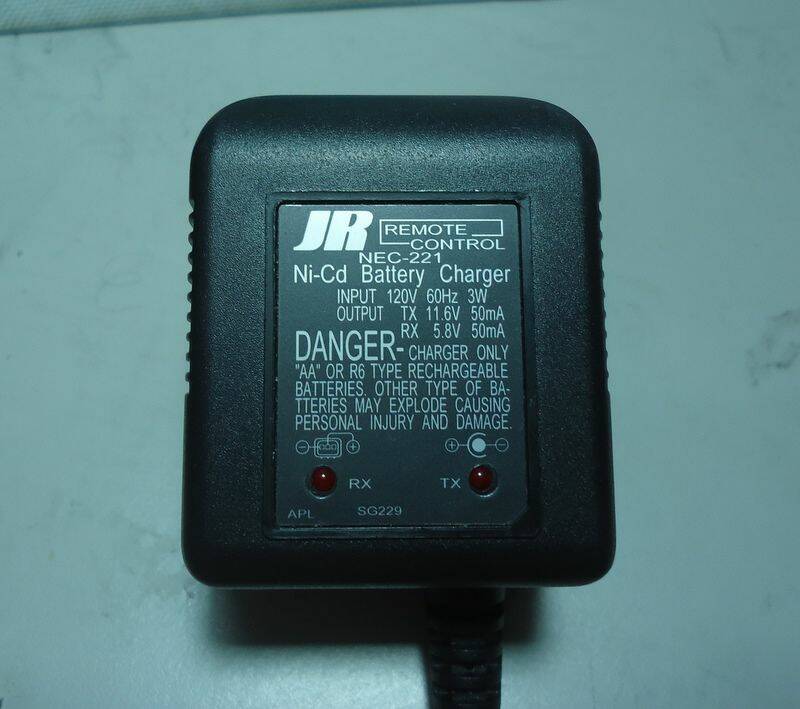 JR REMOTE
CONTROL
NEC-221
Ni-Cd Battery Charger
INPUT 120V 60Hz 3W
OUTPUT TX 11.6V 50mA
RX 5.8V 50mA
DANGER- CHARGER ONLY
"AA" OR R6 TYPE RECHARGEABLE
BATTERIES. OTHER TYPE OF BA-
TTERIES MAY EXPLODE CAUSING
PERSONAL INJURY AND DAMAGE.
RX TX
APL SG229